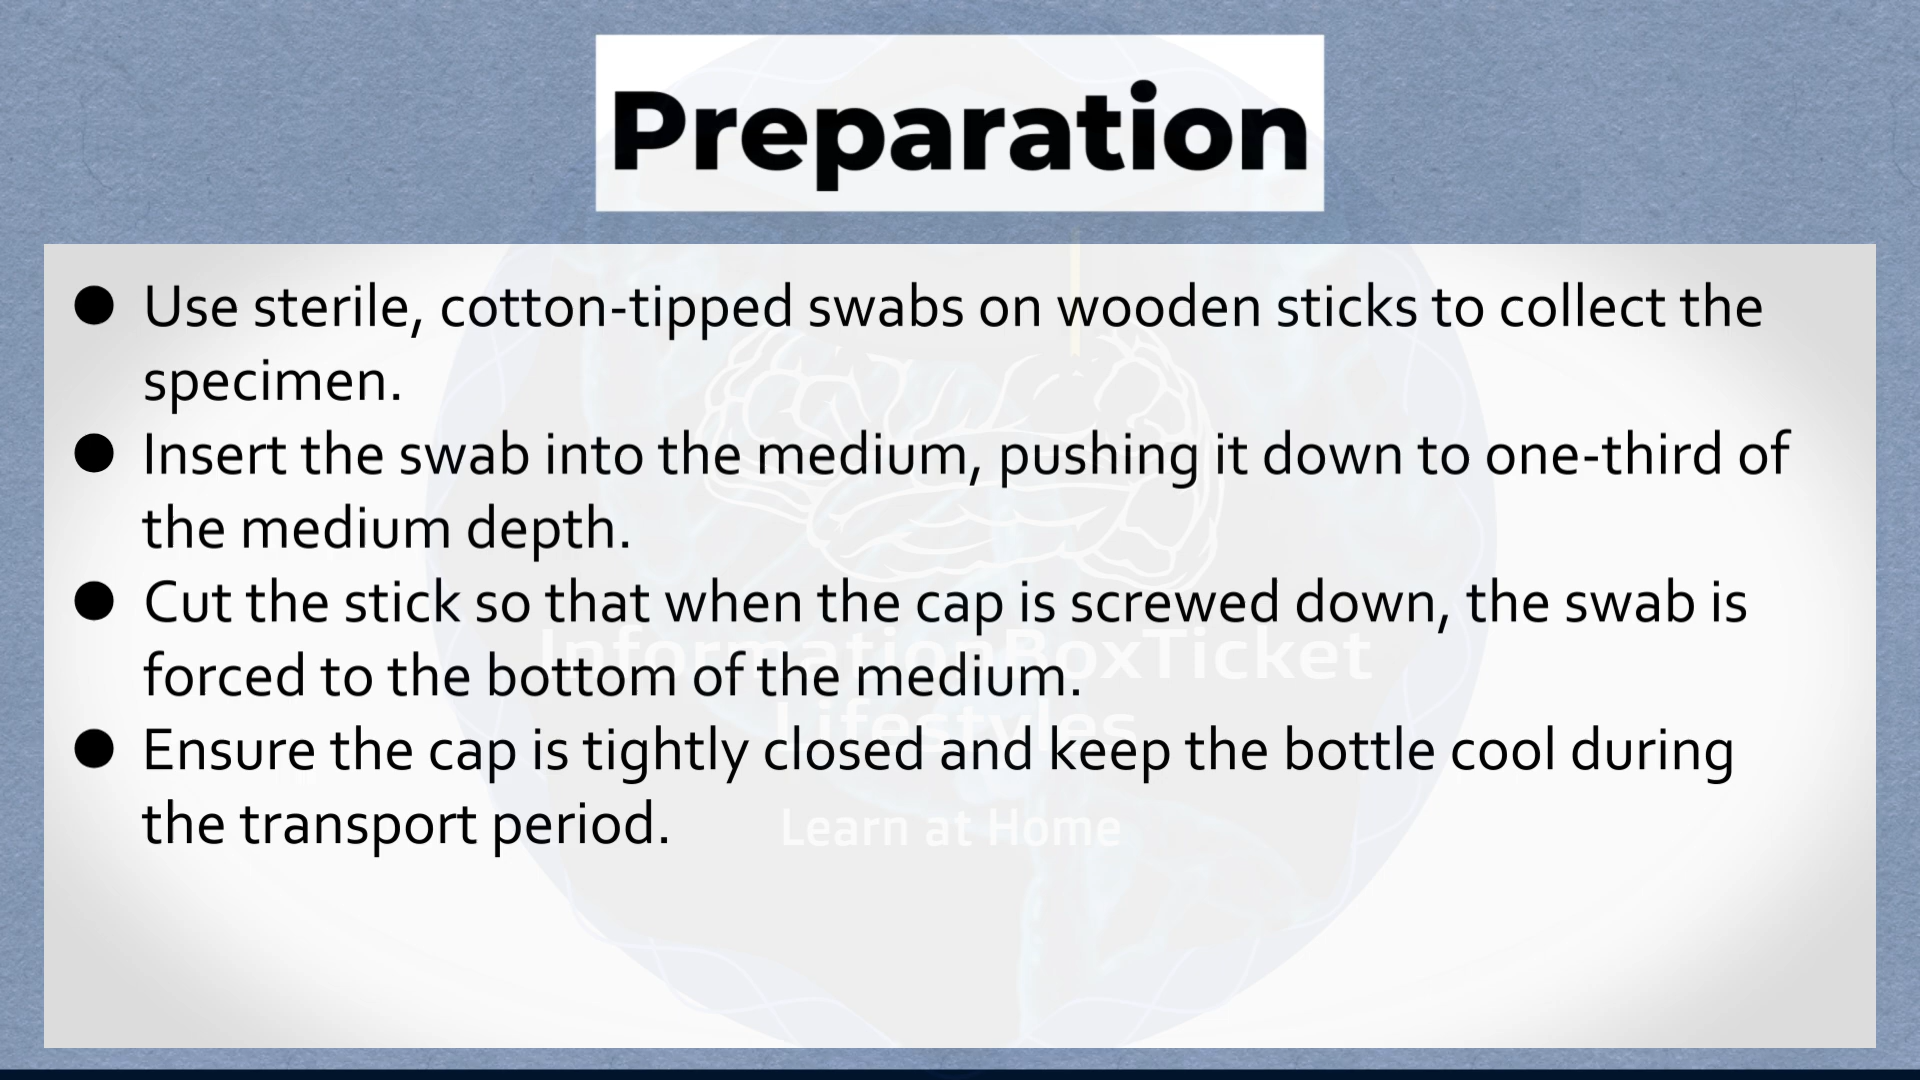 Preparation
● Use sterile, cotton-tipped swabs on wooden sticks to collect the
specimen.
● Insert the swab into the medium, pushing it down to one-third of
the medium depth.
● Cut the stick so that when the cap is screwed down, the swab is
forced to the bottom of the medium.
InformationBoxTicket
Lifestyles
● Ensure the cap is tightly closed and keep the bottle cool during
the transport period.
Learn at Home